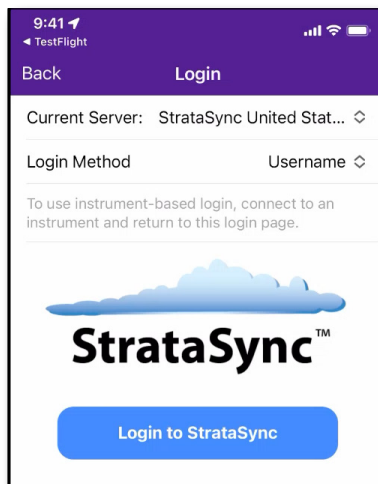 9:41
◀ TestFlight
Back Login
Current Server: StrataSync United Stat...
Login Method Username
To use instrument-based login, connect to an
instrument and return to this login page.
StrataSync™
Login to StrataSync